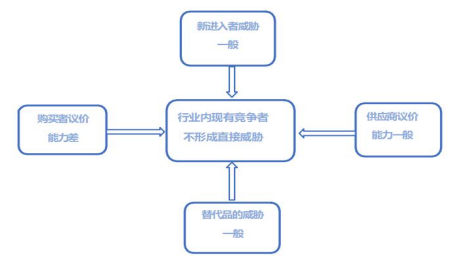 新进入者威胁
一般
购买者议价
能力差
行业内现有竞争者
不形成直接威胁
供应商议价
能力一般
替代品的威胁
一般